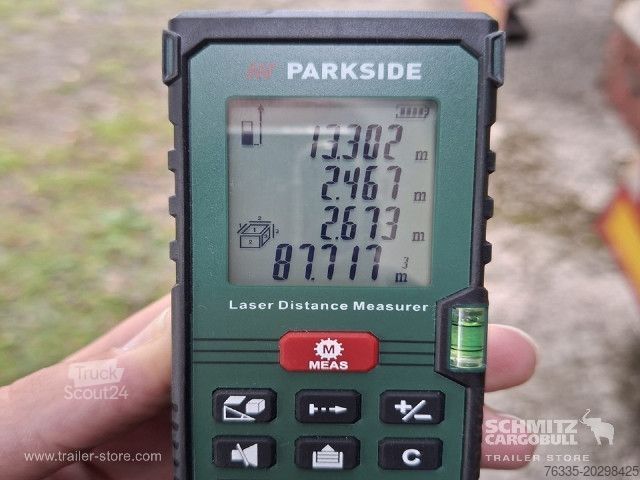 PARKSIDE
13.302 m
2.467 m
2.673 m
87.717 m³
Laser Distance Measurer
M
MEAS
+/-
C
Truck
Scout24
SCHMITZ
CARGOBULL
TRAILER STORE
www.trailer-store.com
76335-20298425